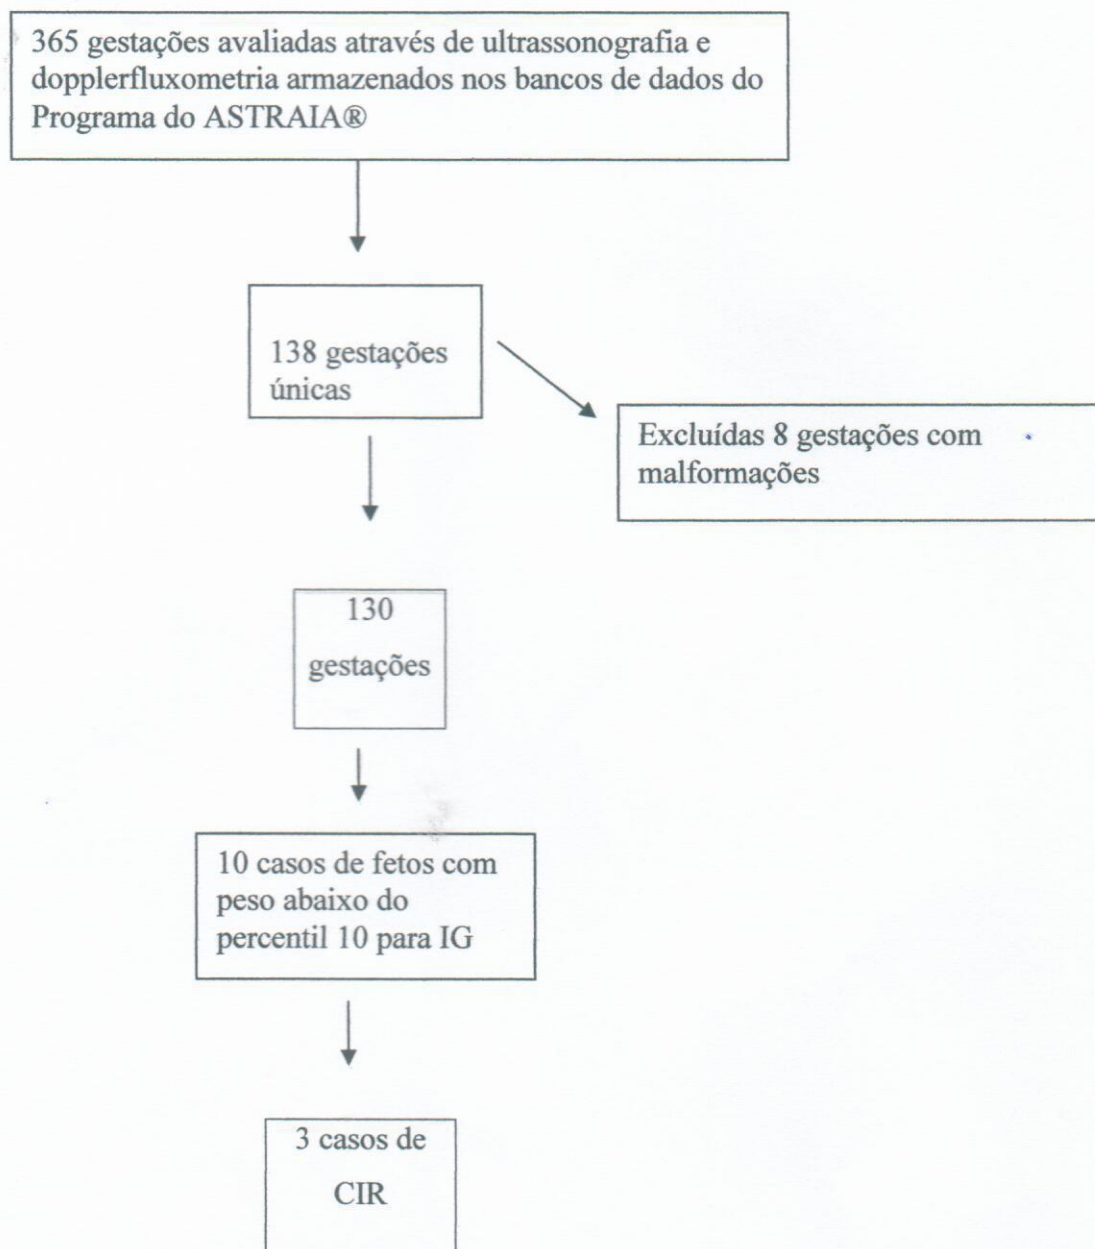 365 gestações avaliadas através de ultrassonografia e
dopplerfluxometria armazenados nos bancos de dados do
Programa do ASTRAIA®
138 gestações
únicas
Excluídas 8 gestações com
malformações
130
gestações
10 casos de fetos com
peso abaixo do
percentil 10 para IG
3 casos de
CIR